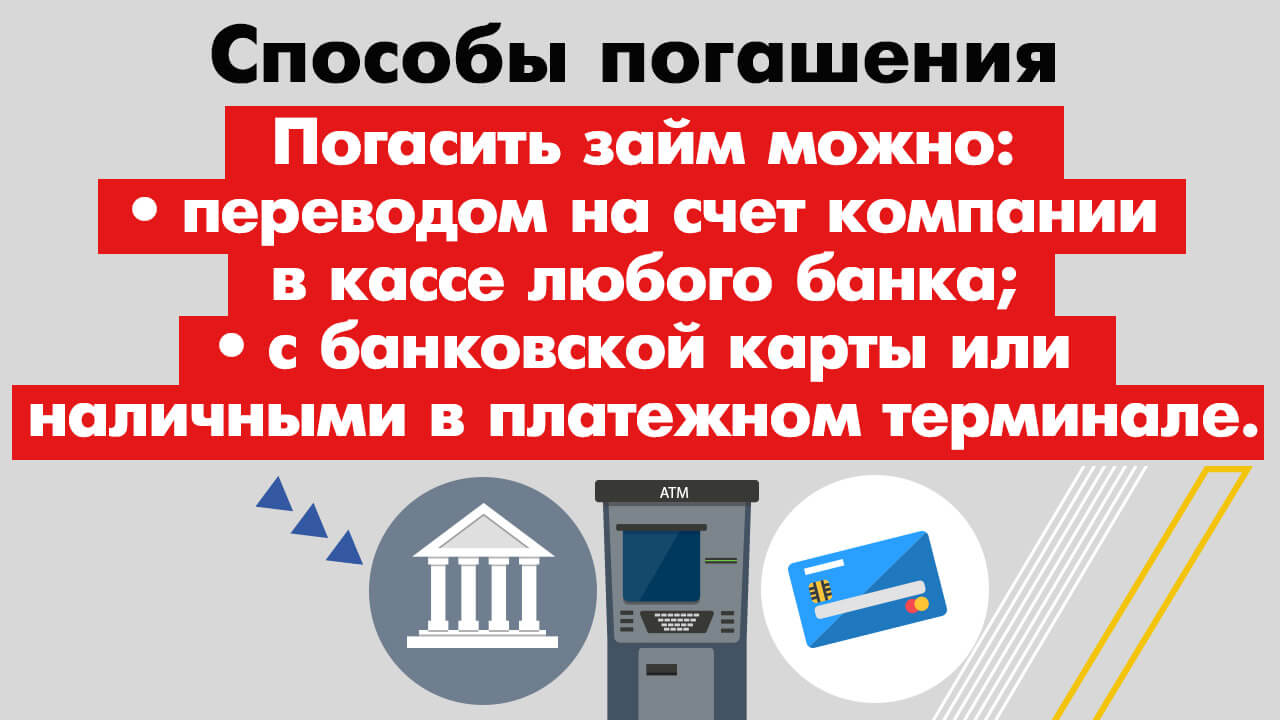 Способы погашения
Погасить займ можно:
• переводом на счет компании
в кассе любого банка;
• с банковской карты или
наличными в платежном терминале.
ATM